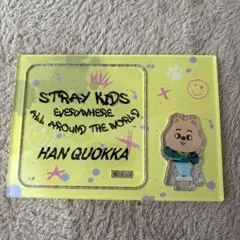 STRAY KIDS
EVERYWHERE
ALL AROUND THE WORLD
HAN QUOKKA